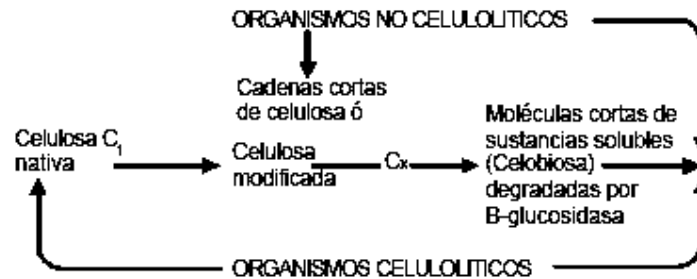 ORGANISMOS NO CELULOLITICOS
Cadenas cortas
de celulosa ó
Celulosa C1
nativa
Celulosa
modificada
Cx
Moléculas cortas de
sustancias solubles
(Celobiosa)
degradadas por
B-glucosidasa
ORGANISMOS CELULOLITICOS